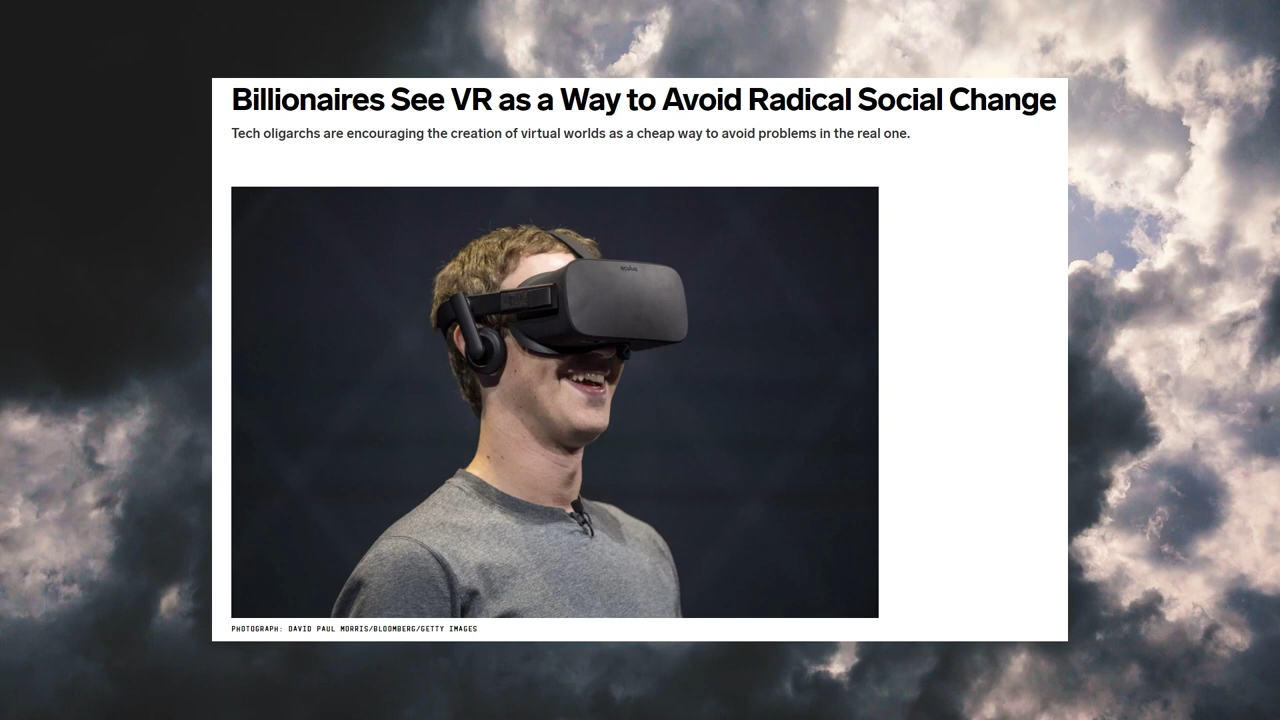 Billionaires See VR as a Way to Avoid Radical Social Change
Tech oligarchs are encouraging the creation of virtual worlds as a cheap way to avoid problems in the real one.
oculus
PHOTOGRAPH: DAVID PAUL MORRIS/BLOOMBERG/GETTY IMAGES